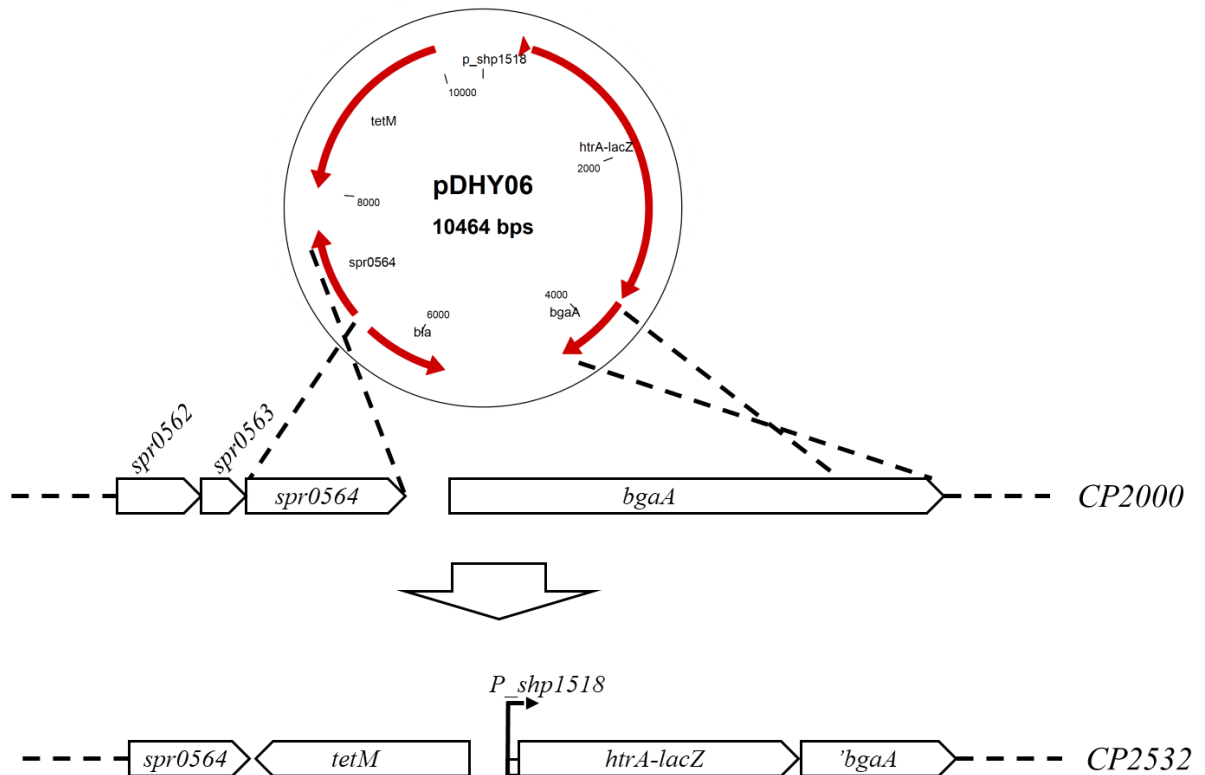 p_shp1518
10000
tetM
htrA-lacZ
2000
pDHY06
8000
10464 bps
spr0564
4000
bgaA
6000
bla
spr0562
spr0563
spr0564
bgaA
CP2000
P_shp1518
spr0564
tetM
htrA-lacZ
'bgaA
CP2532